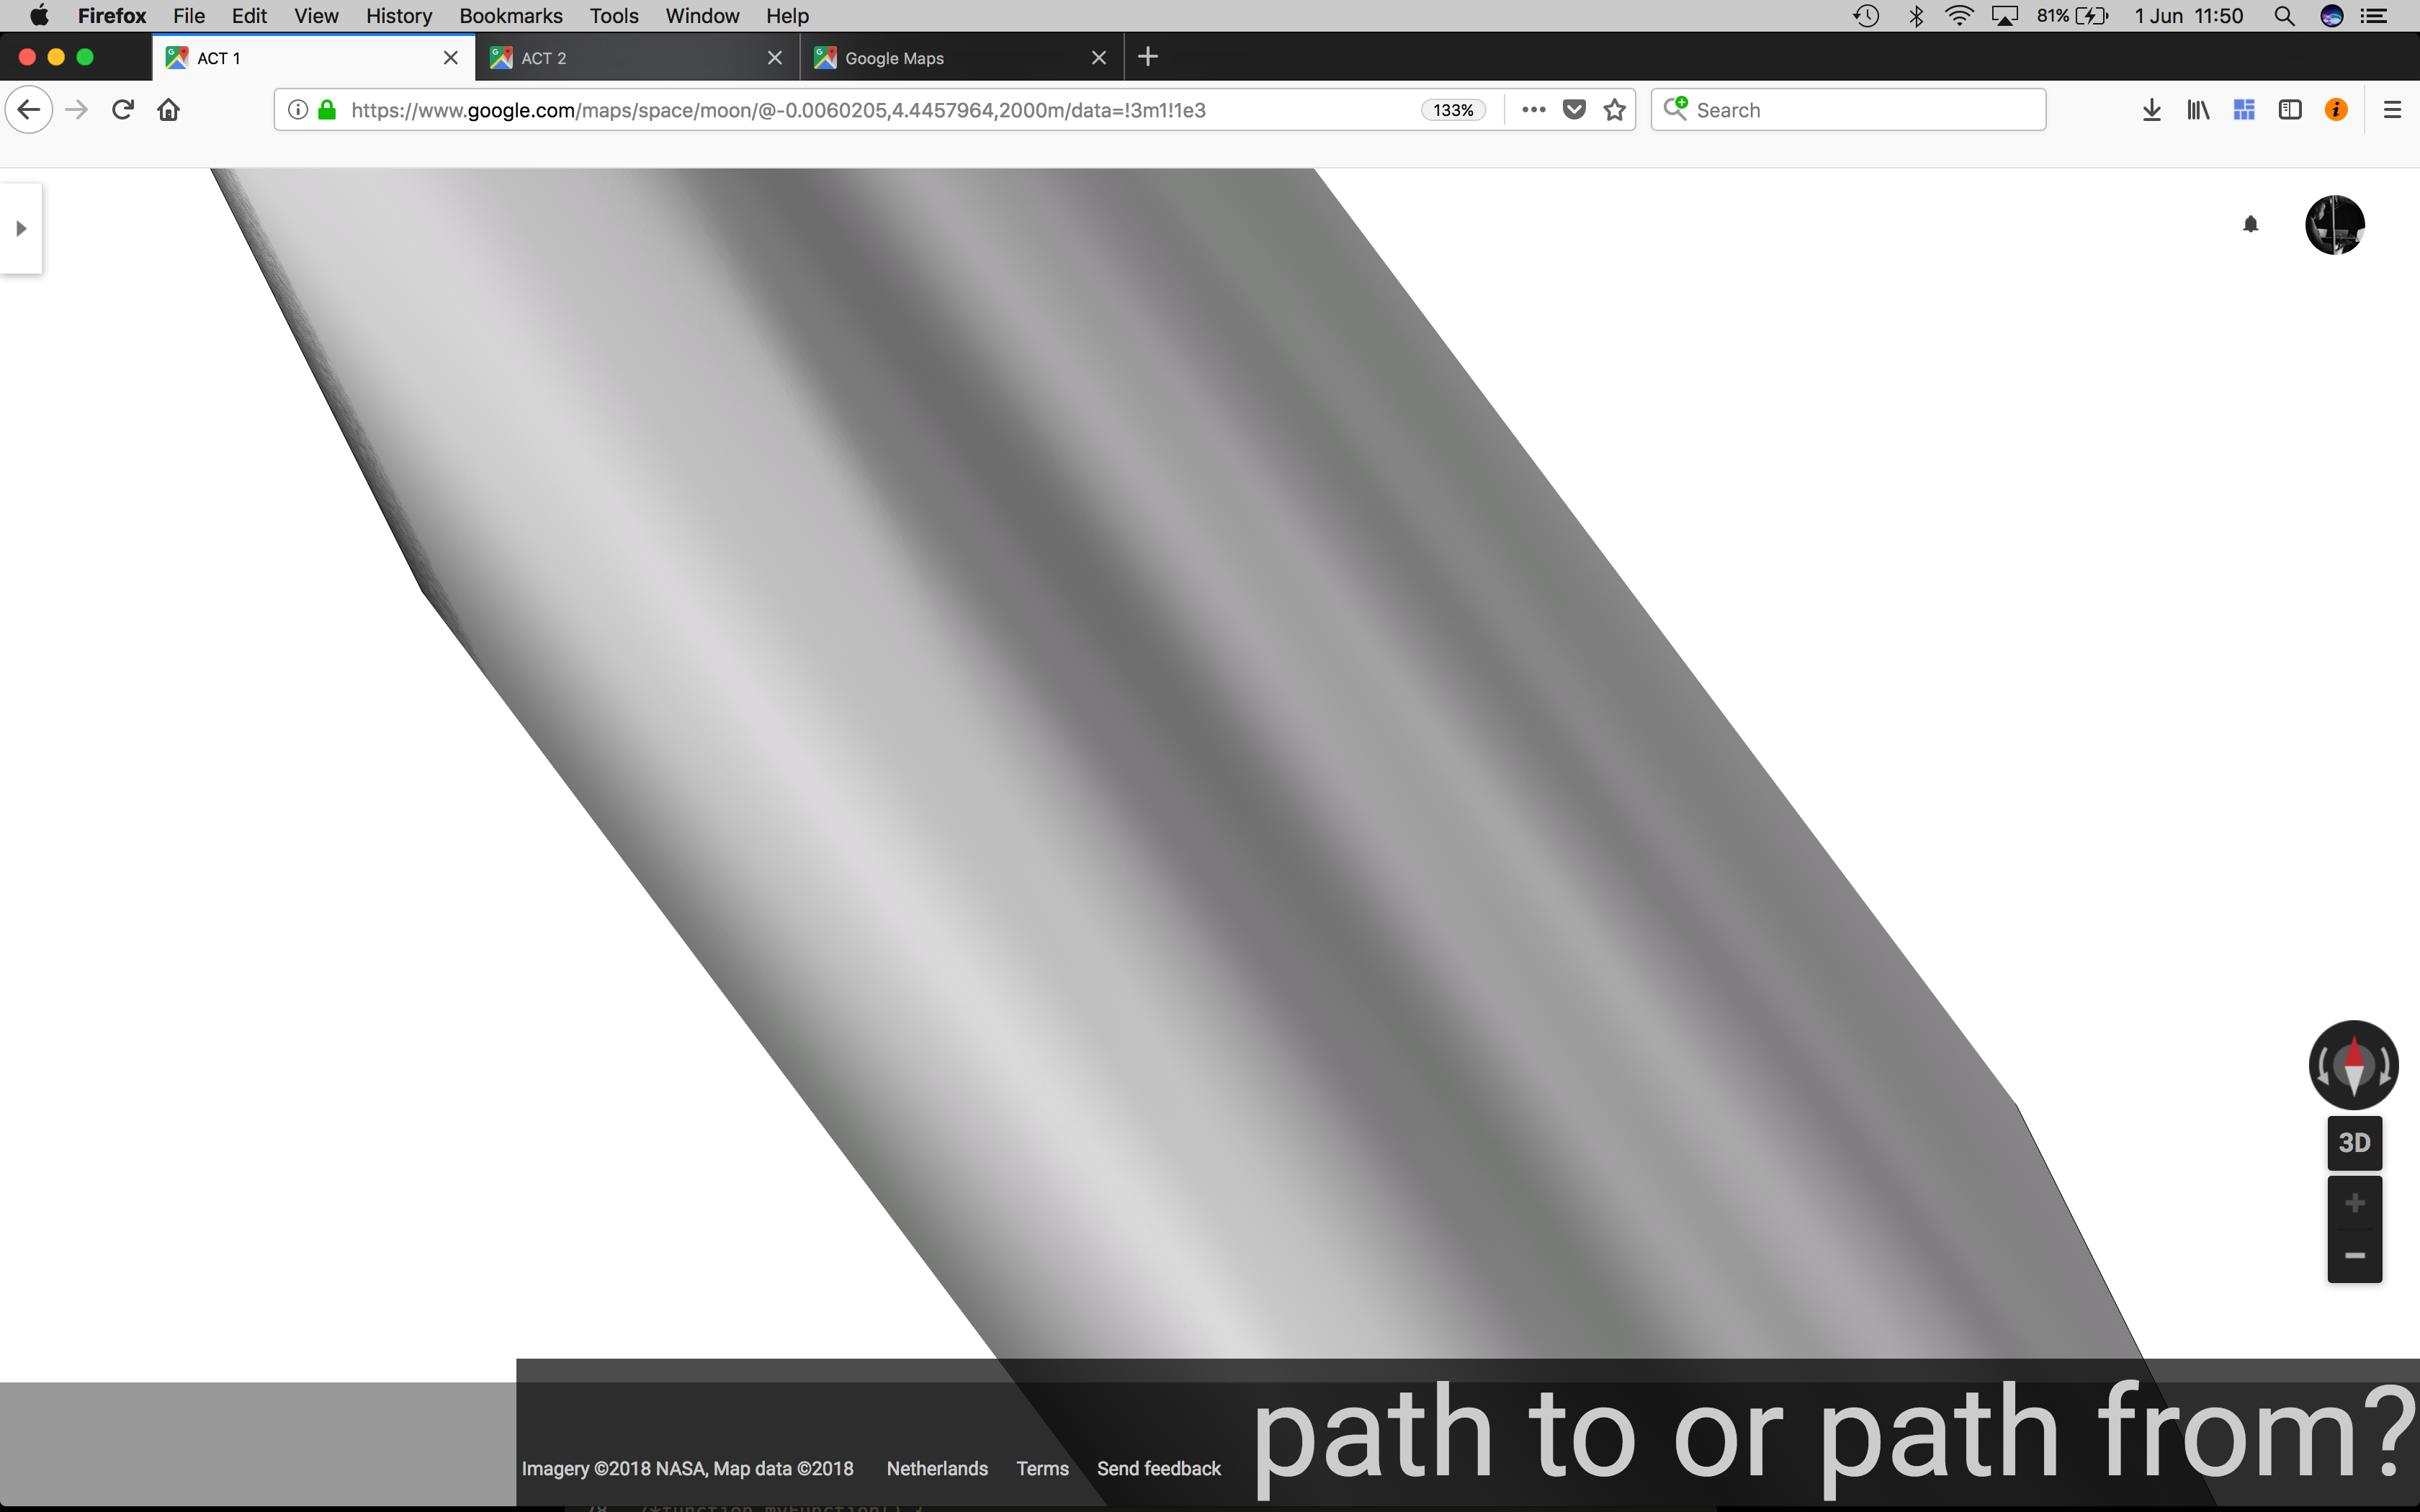 Firefox File Edit View History Bookmarks Tools Window Help 81% 1 Jun 11:50
ACT 1 ACT 2 Google Maps
https://www.google.com/maps/space/moon/@-0.0060205,4.4457964,2000m/data=!3m1!1e3 133% Search
3D
path to or path from?
Imagery ©2018 NASA, Map data ©2018 Netherlands Terms Send feedback